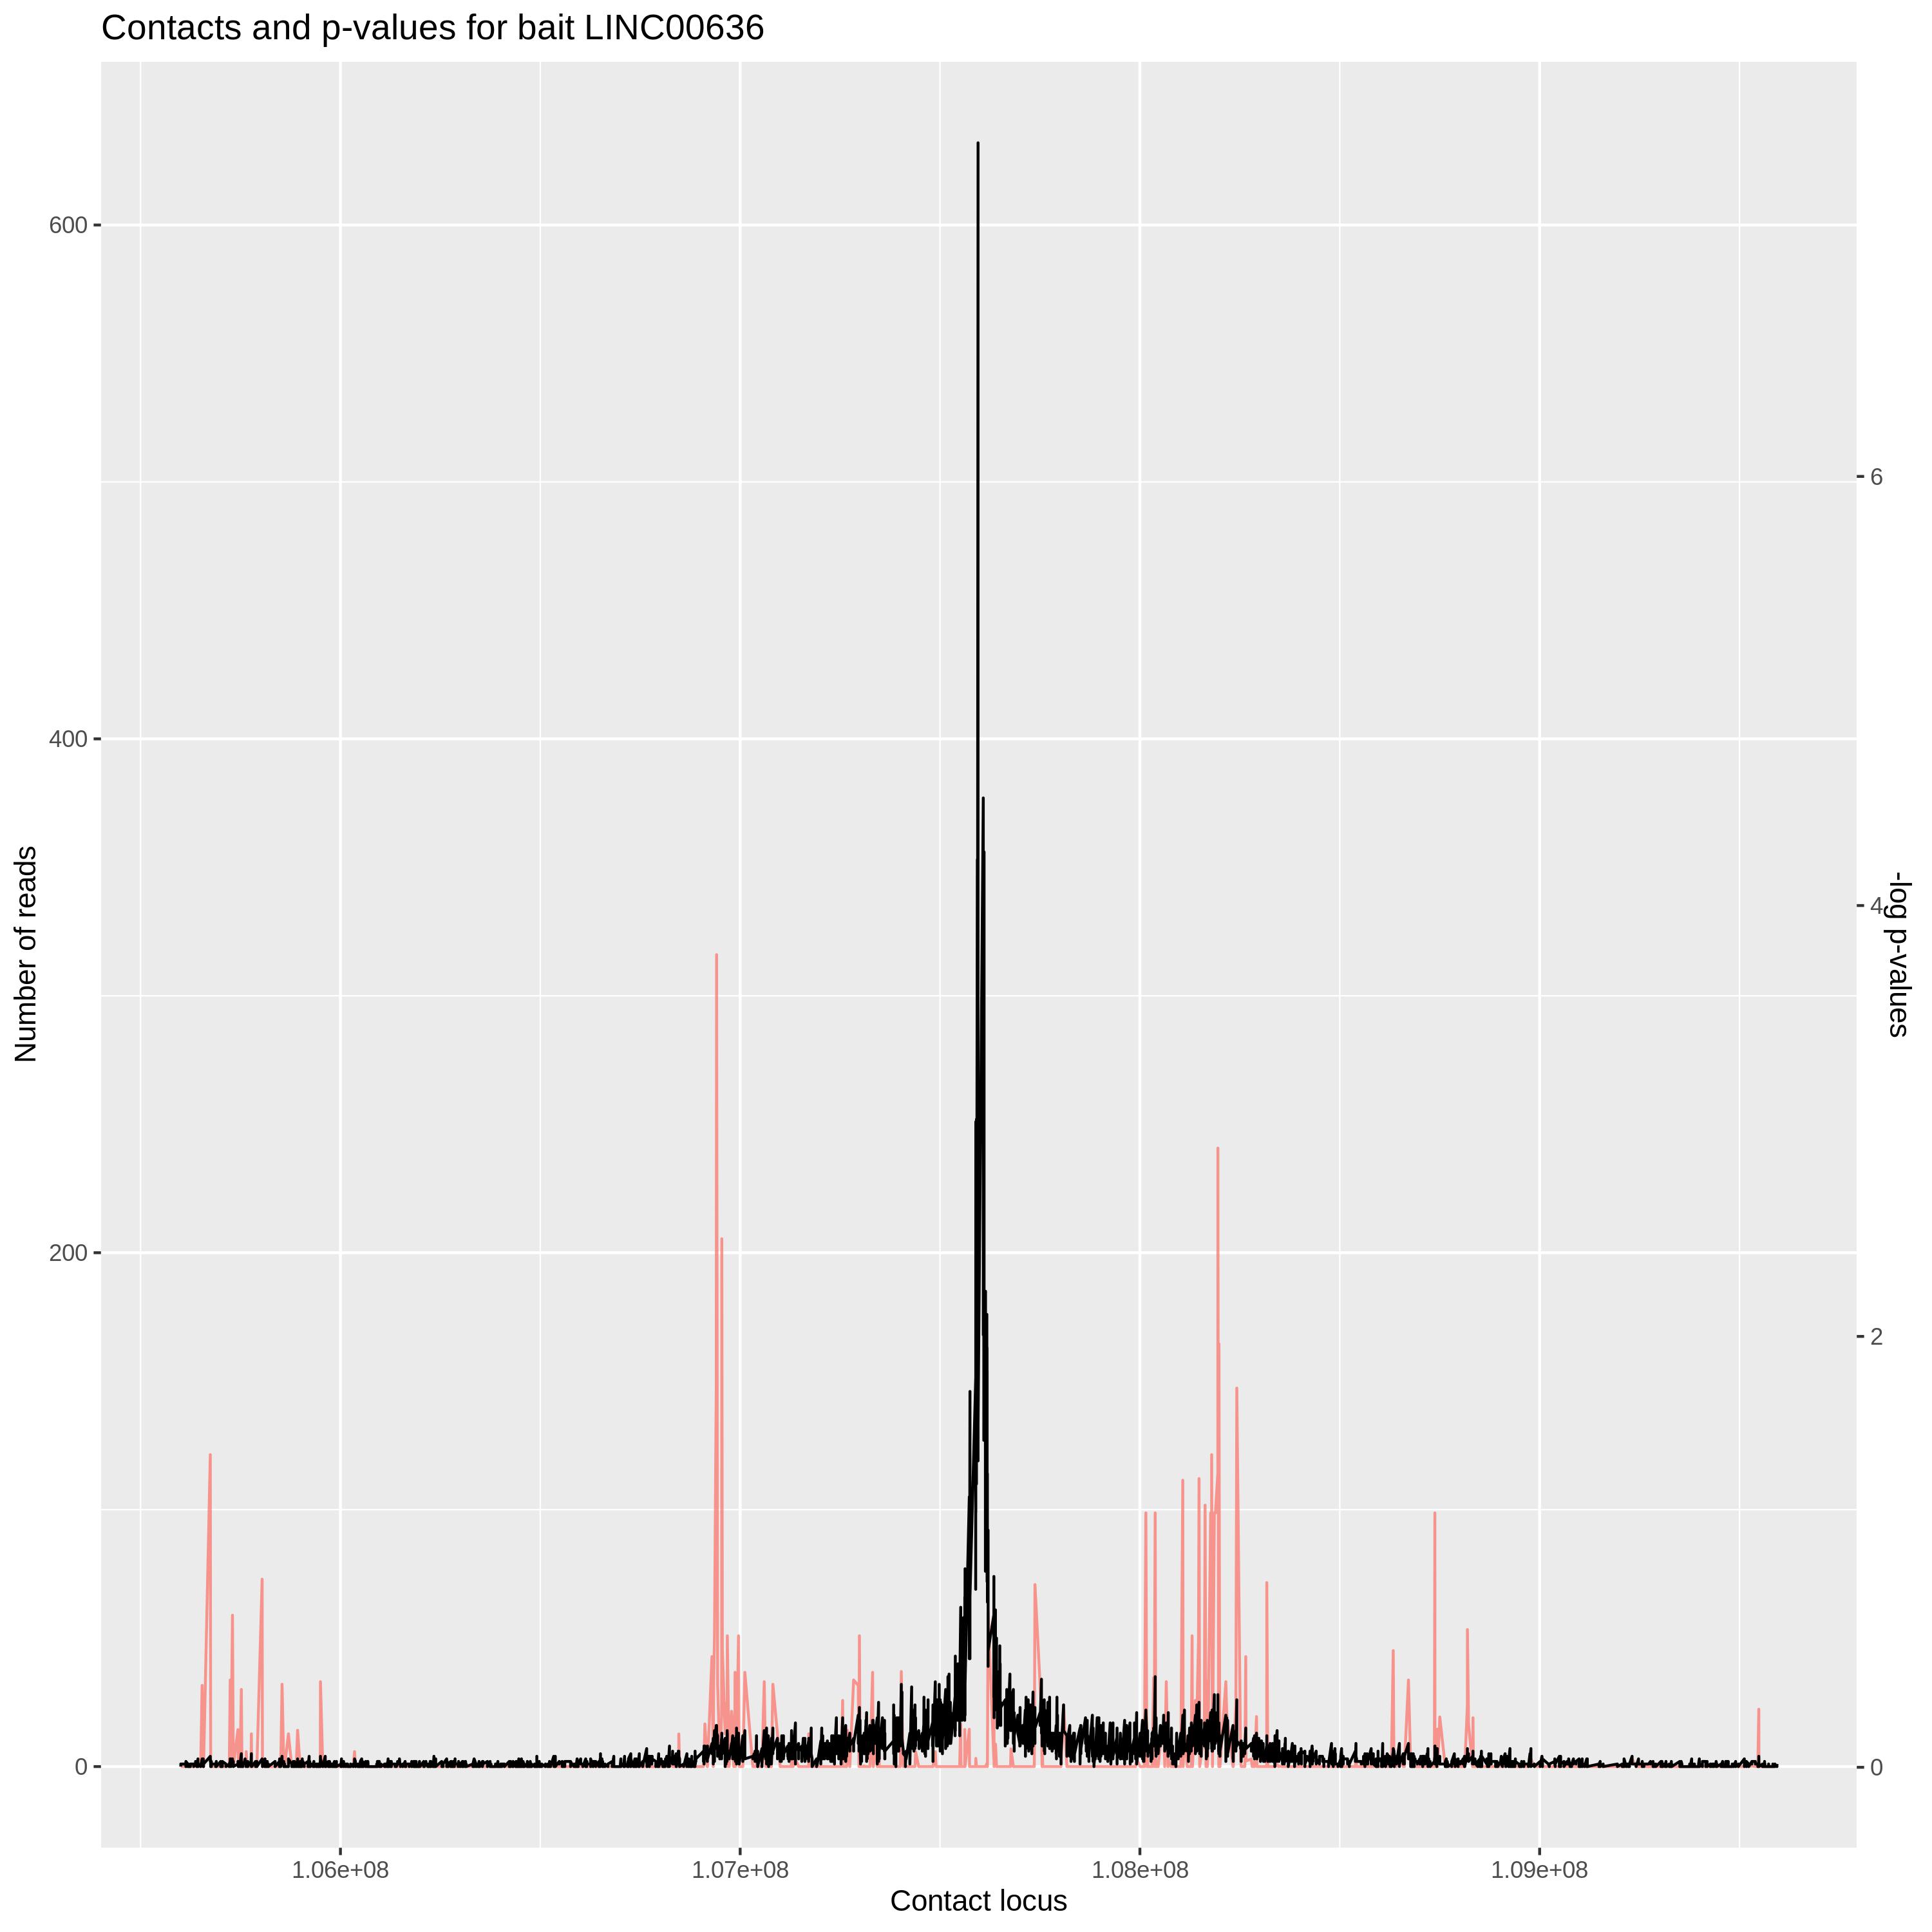 Contacts and p-values for bait LINC00636
600
400
200
0
6
4
2
0
Number of reads
-log p-values
1.06e+08
1.07e+08
1.08e+08
1.09e+08
Contact locus